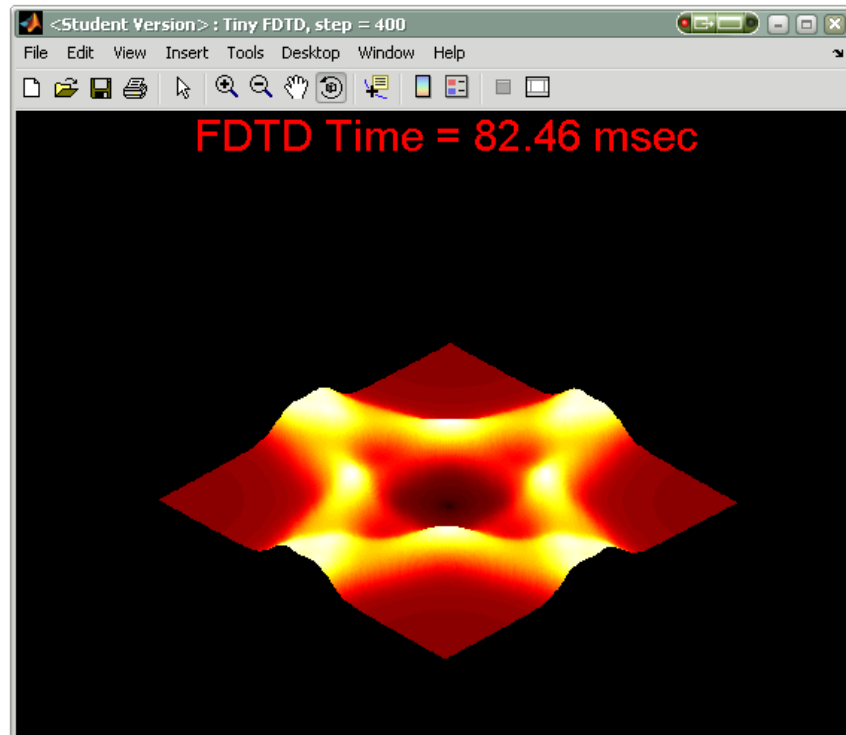 <Student Version> : Tiny FDTD, step = 400
File Edit View Insert Tools Desktop Window Help
FDTD Time = 82.46 msec